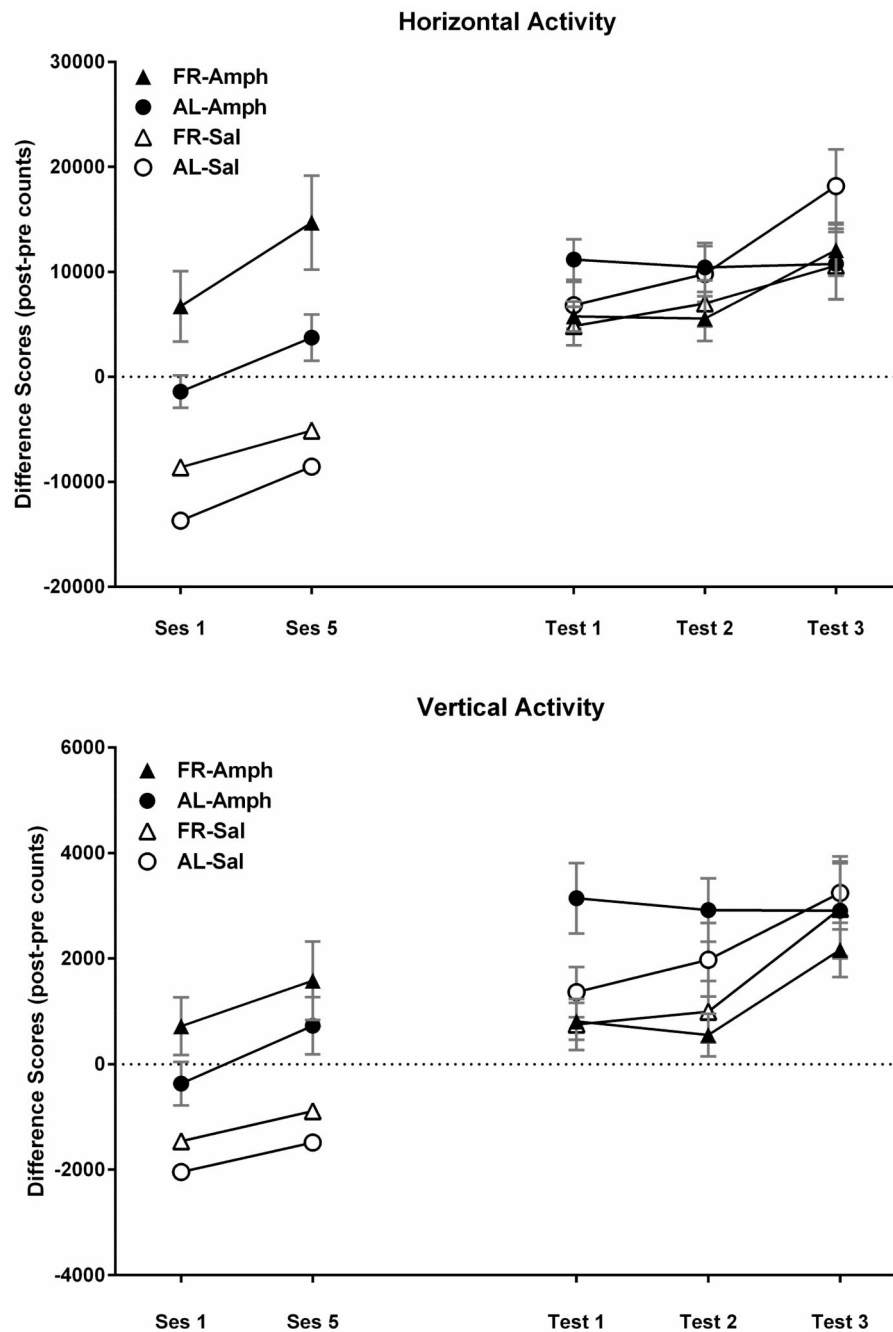 Horizontal Activity
30000
20000
10000
0
-10000
-20000
Difference Scores (post-pre counts)
FR-Amph
AL-Amph
FR-Sal
AL-Sal
Ses 1 Ses 5 Test 1 Test 2 Test 3
Vertical Activity
6000
4000
2000
0
-2000
-4000
Difference Scores (post-pre counts)
FR-Amph
AL-Amph
FR-Sal
AL-Sal
Ses 1 Ses 5 Test 1 Test 2 Test 3